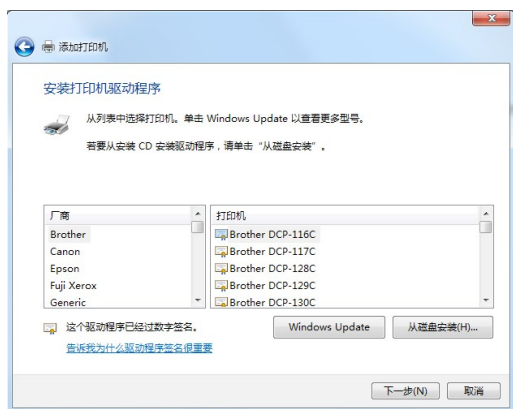 添加打印机
安装打印机驱动程序
从列表中选择打印机。单击 Windows Update 以查看更多型号。
若要从安装 CD 安装驱动程序，请单击“从磁盘安装”。
厂商
Brother
Canon
Epson
Fuji Xerox
Generic
打印机
Brother DCP-116C
Brother DCP-117C
Brother DCP-128C
Brother DCP-129C
Brother DCP-130C
这个驱动程序已经过数字签名。
告诉我为什么驱动程序签名很重要
Windows Update
从磁盘安装(H)...
下一步(N)
取消